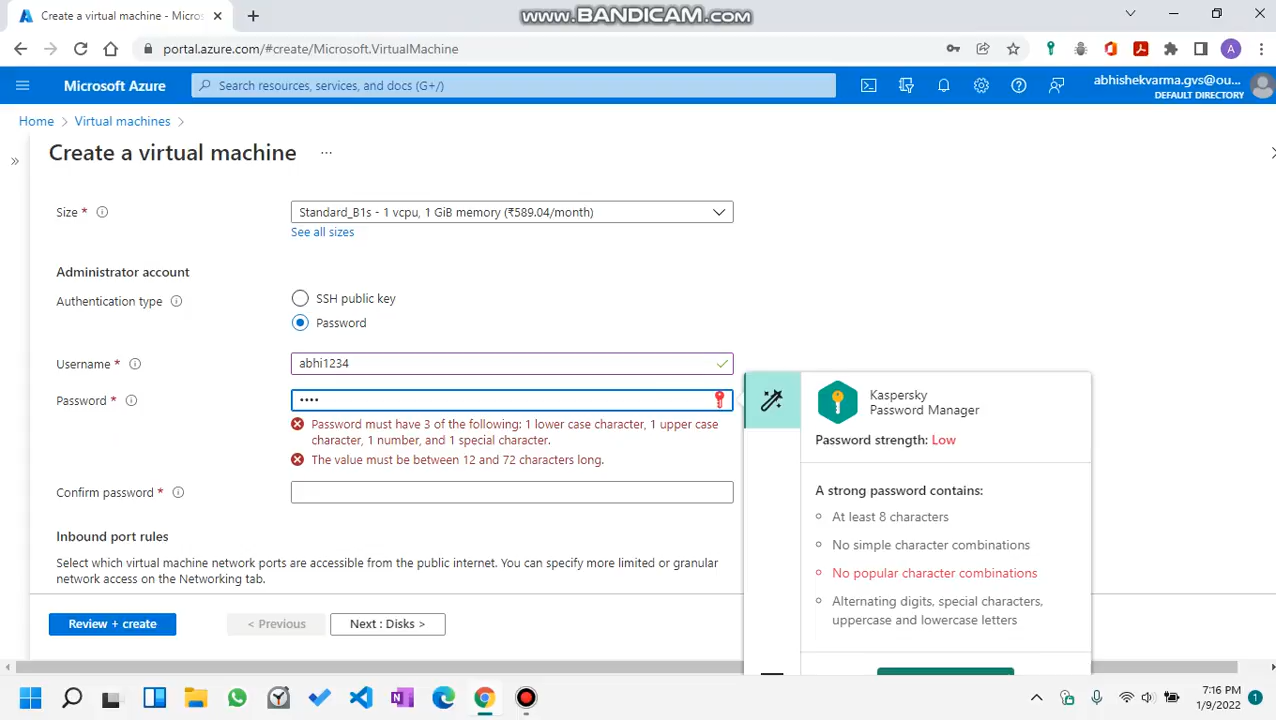 Create a virtual machine - Micros
www.BANDICAM.com
portal.azure.com/#create/Microsoft.VirtualMachine
A
Microsoft Azure
Search resources, services, and docs (G+/)
abhishekvarma.gvs@ou...
DEFAULT DIRECTORY
Home > Virtual machines >
Create a virtual machine ...
Size *
Standard_B1s - 1 vcpu, 1 GiB memory (₹589.04/month)
See all sizes
Administrator account
Authentication type
SSH public key
Password
Username *
abhi1234
Password *
••••
Password must have 3 of the following: 1 lower case character, 1 upper case
character, 1 number, and 1 special character.
The value must be between 12 and 72 characters long.
Confirm password *
Kaspersky
Password Manager
Password strength: Low
A strong password contains:
At least 8 characters
No simple character combinations
No popular character combinations
Alternating digits, special characters,
uppercase and lowercase letters
Inbound port rules
Select which virtual machine network ports are accessible from the public internet. You can specify more limited or granular
network access on the Networking tab.
Review + create
< Previous
Next : Disks >
7:16 PM
1/9/2022
1